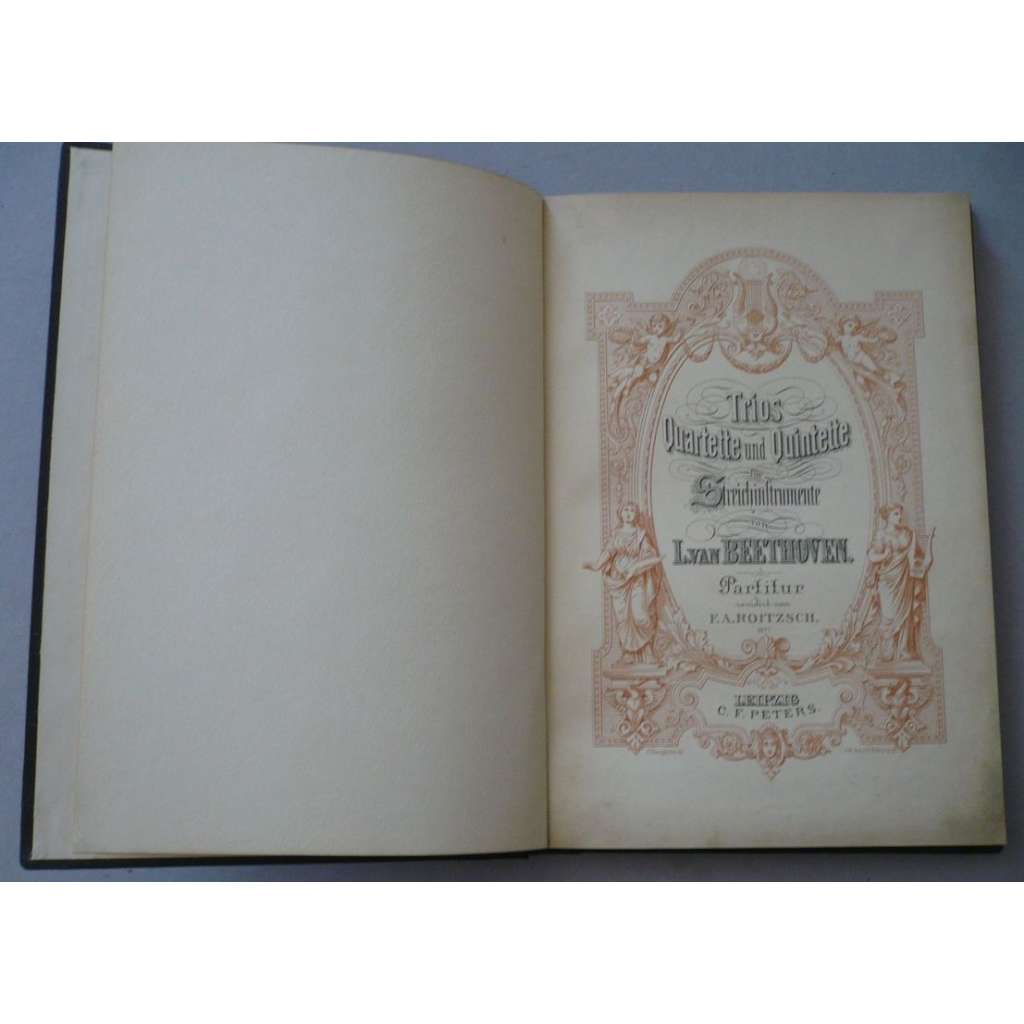 Trios
Quartette und Quintette
für
Streichinstrumente
von
L. VAN BEETHOVEN.
Partitur
revidirt von
F. A. ROITZSCH.
LEIPZIG
C. F. PETERS.